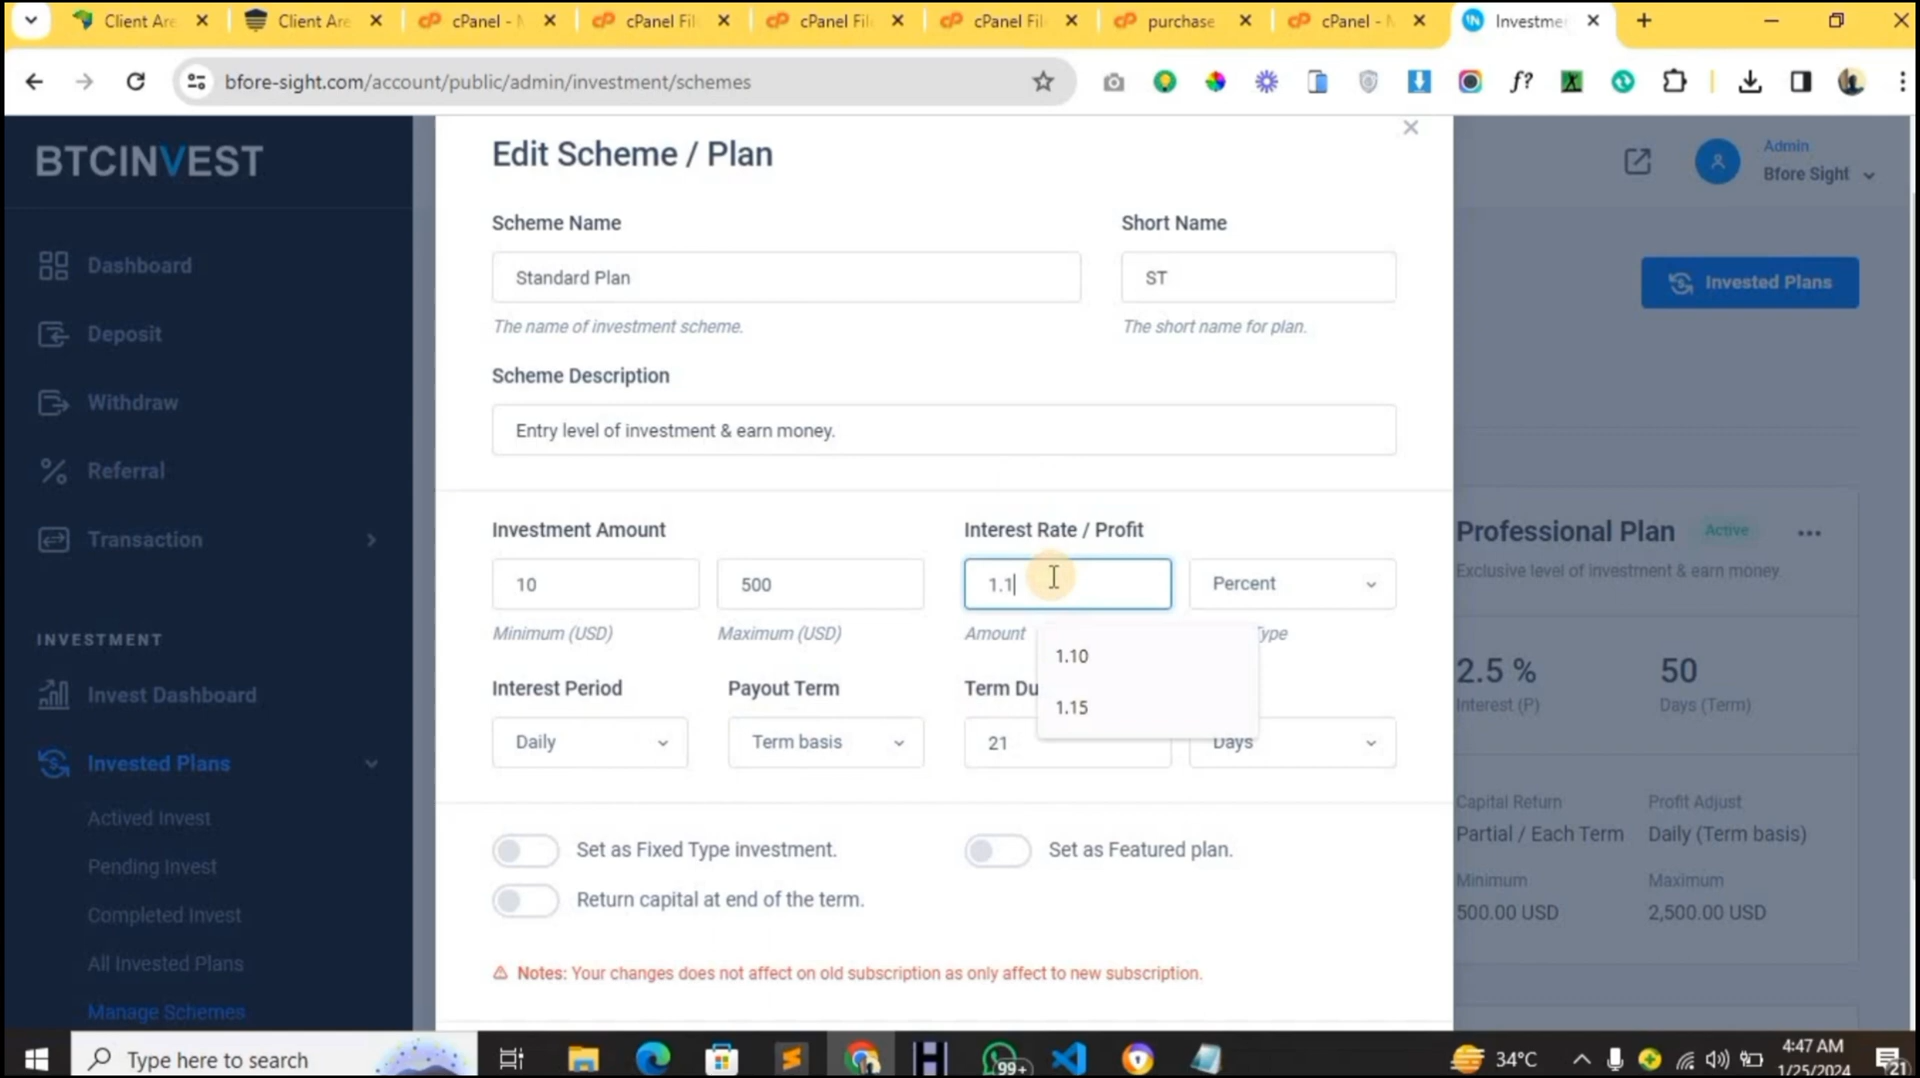 Client Are
Client Are
cPanel - M
cPanel File
cPanel File
cPanel File
purchase
cPanel - M
Investme
bfore-sight.com/account/public/admin/investment/schemes
BTCINVEST
Dashboard
Deposit
Withdraw
Referral
Transaction
INVESTMENT
Invest Dashboard
Invested Plans
Actived Invest
Pending Invest
Completed Invest
All Invested Plans
Manage Schemes
Edit Scheme / Plan
Scheme Name
Short Name
Standard Plan
ST
The name of investment scheme.
The short name for plan.
Scheme Description
Entry level of investment & earn money.
Investment Amount
Interest Rate / Profit
10
500
1.1
Percent
Minimum (USD)
Maximum (USD)
Amount
Type
1.10
1.15
Interest Period
Payout Term
Term Du
Daily
Term basis
21
Days
Set as Fixed Type investment.
Set as Featured plan.
Return capital at end of the term.
Notes: Your changes does not affect on old subscription as only affect to new subscription.
Admin
Bfore Sight
Invested Plans
Professional Plan
Active
Exclusive level of investment & earn money
2.5 %
50
Interest (P)
Days (Term)
Capital Return
Profit Adjust
Partial / Each Term
Daily (Term basis)
Minimum
Maximum
500.00 USD
2,500.00 USD
Type here to search
99+
34°C
4:47 AM
1/25/2024
21